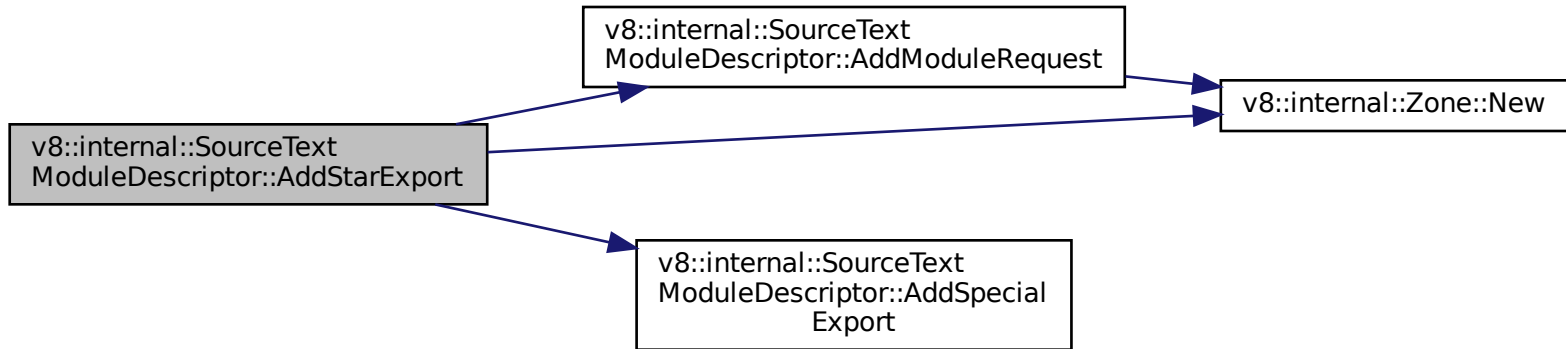 v8::internal::SourceText
ModuleDescriptor::AddStarExport
v8::internal::SourceText
ModuleDescriptor::AddModuleRequest
v8::internal::Zone::New
v8::internal::SourceText
ModuleDescriptor::AddSpecial
Export